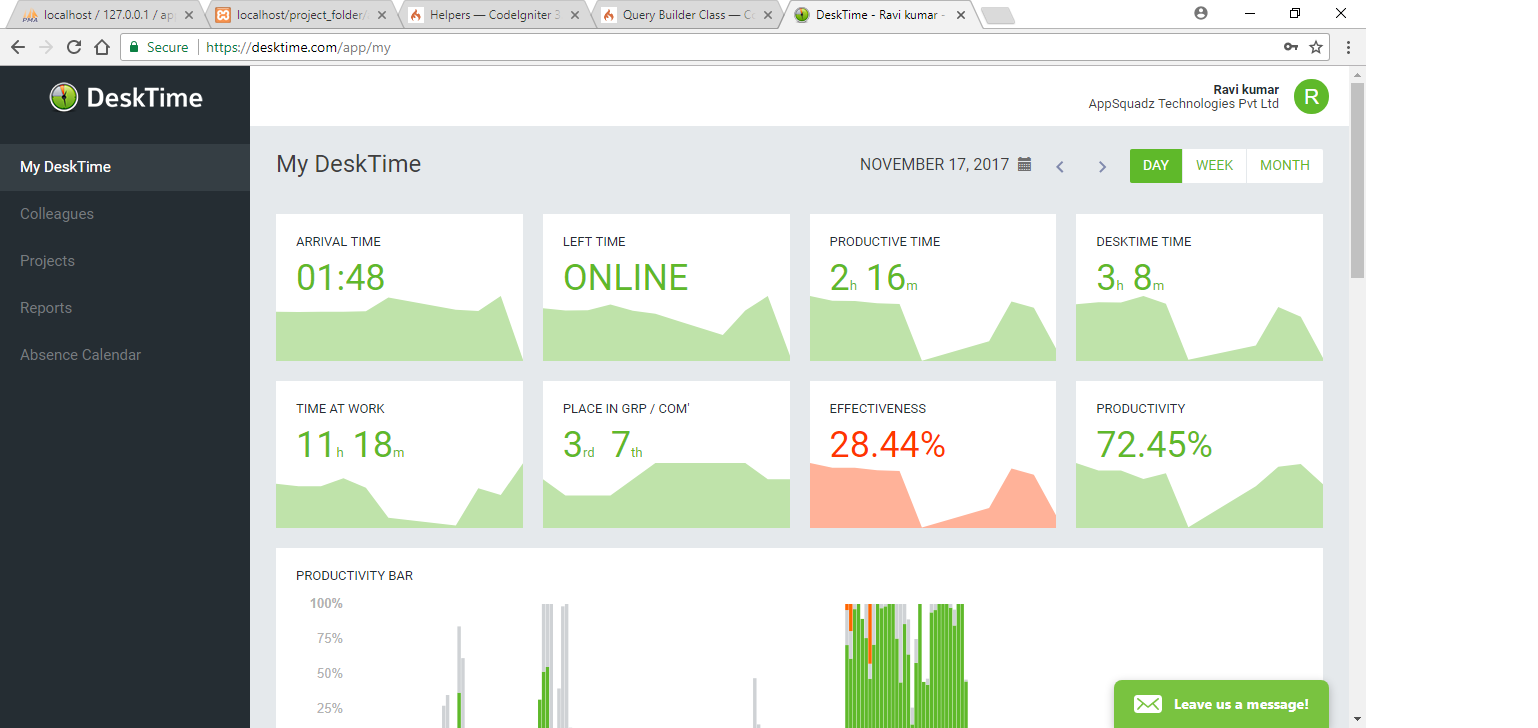 localhost / 127.0.0.1 / ap
localhost/project_folder/
Helpers — CodeIgniter 3
Query Builder Class — Co
DeskTime - Ravi kumar -
Secure
https://desktime.com/app/my
DeskTime
Ravi kumar
AppSquadz Technologies Pvt Ltd
R
My DeskTime
Colleagues
Projects
Reports
Absence Calendar
My DeskTime
NOVEMBER 17, 2017
DAY
WEEK
MONTH
ARRIVAL TIME
01:48
LEFT TIME
ONLINE
PRODUCTIVE TIME
2h 16m
DESKTIME TIME
3h 8m
TIME AT WORK
11h 18m
PLACE IN GRP / COM'
3rd 7th
EFFECTIVENESS
28.44%
PRODUCTIVITY
72.45%
PRODUCTIVITY BAR
100%
75%
50%
25%
Leave us a message!